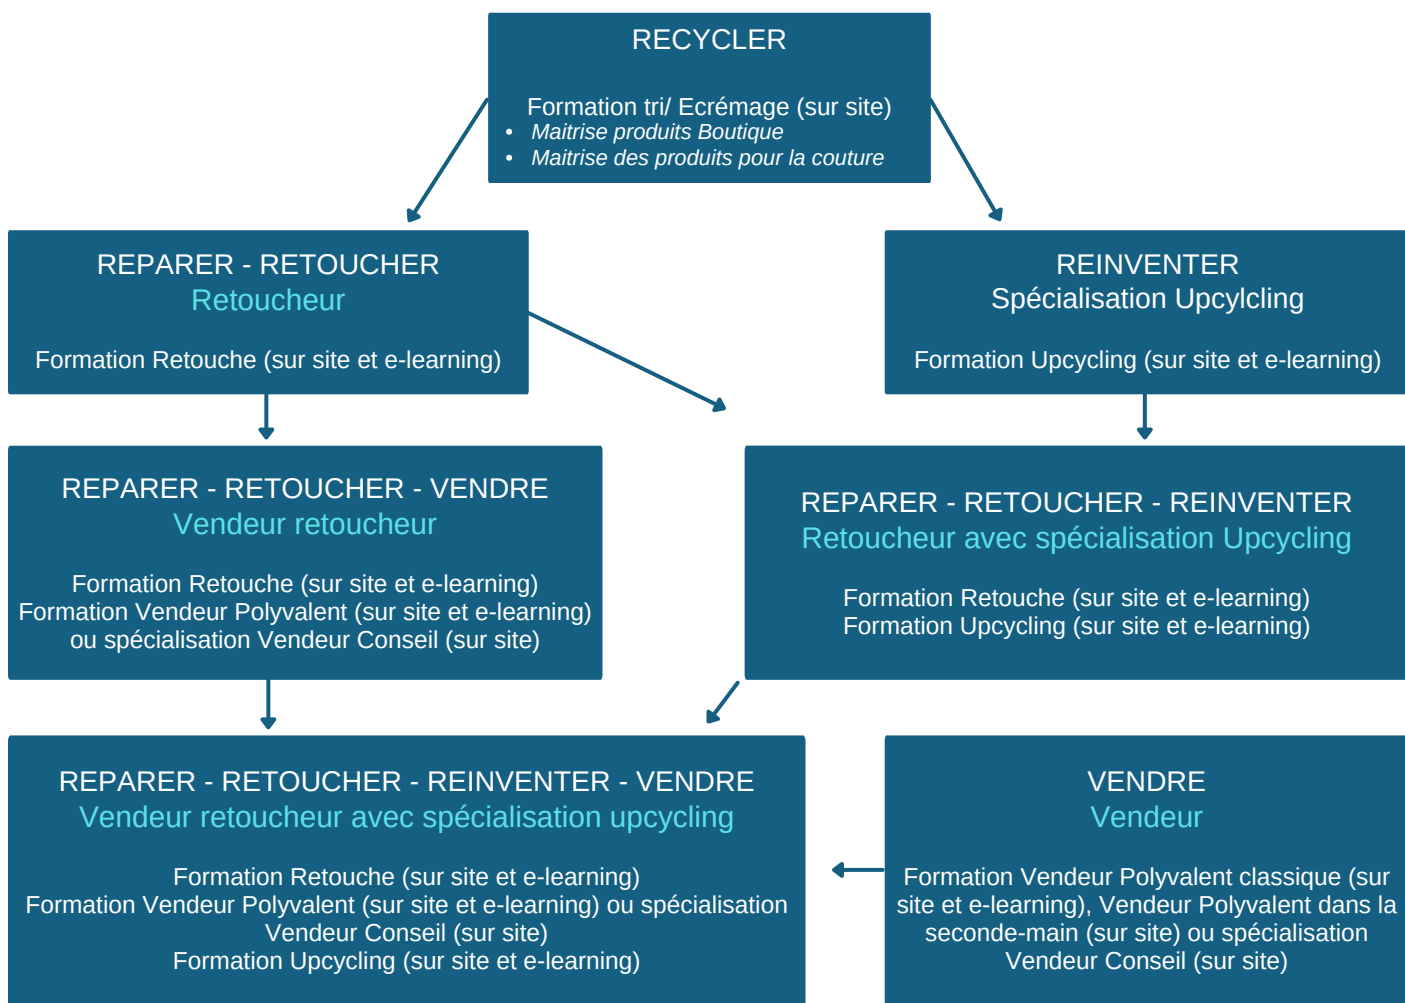 RECYCLER
Formation tri/ Ecrémage (sur site)
• Maitrise produits Boutique
• Maitrise des produits pour la couture
REPARER - RETOUCHER
Retoucheur
Formation Retouche (sur site et e-learning)
REINVENTER
Spécialisation Upcylcling
Formation Upcycling (sur site et e-learning)
REPARER - RETOUCHER - VENDRE
Vendeur retoucheur
Formation Retouche (sur site et e-learning)
Formation Vendeur Polyvalent (sur site et e-learning)
ou spécialisation Vendeur Conseil (sur site)
REPARER - RETOUCHER - REINVENTER
Retoucheur avec spécialisation Upcycling
Formation Retouche (sur site et e-learning)
Formation Upcycling (sur site et e-learning)
REPARER - RETOUCHER - REINVENTER - VENDRE
Vendeur retoucheur avec spécialisation upcycling
Formation Retouche (sur site et e-learning)
Formation Vendeur Polyvalent (sur site et e-learning) ou spécialisation
Vendeur Conseil (sur site)
Formation Upcycling (sur site et e-learning)
VENDRE
Vendeur
Formation Vendeur Polyvalent classique (sur
site et e-learning), Vendeur Polyvalent dans la
seconde-main (sur site) ou spécialisation
Vendeur Conseil (sur site)